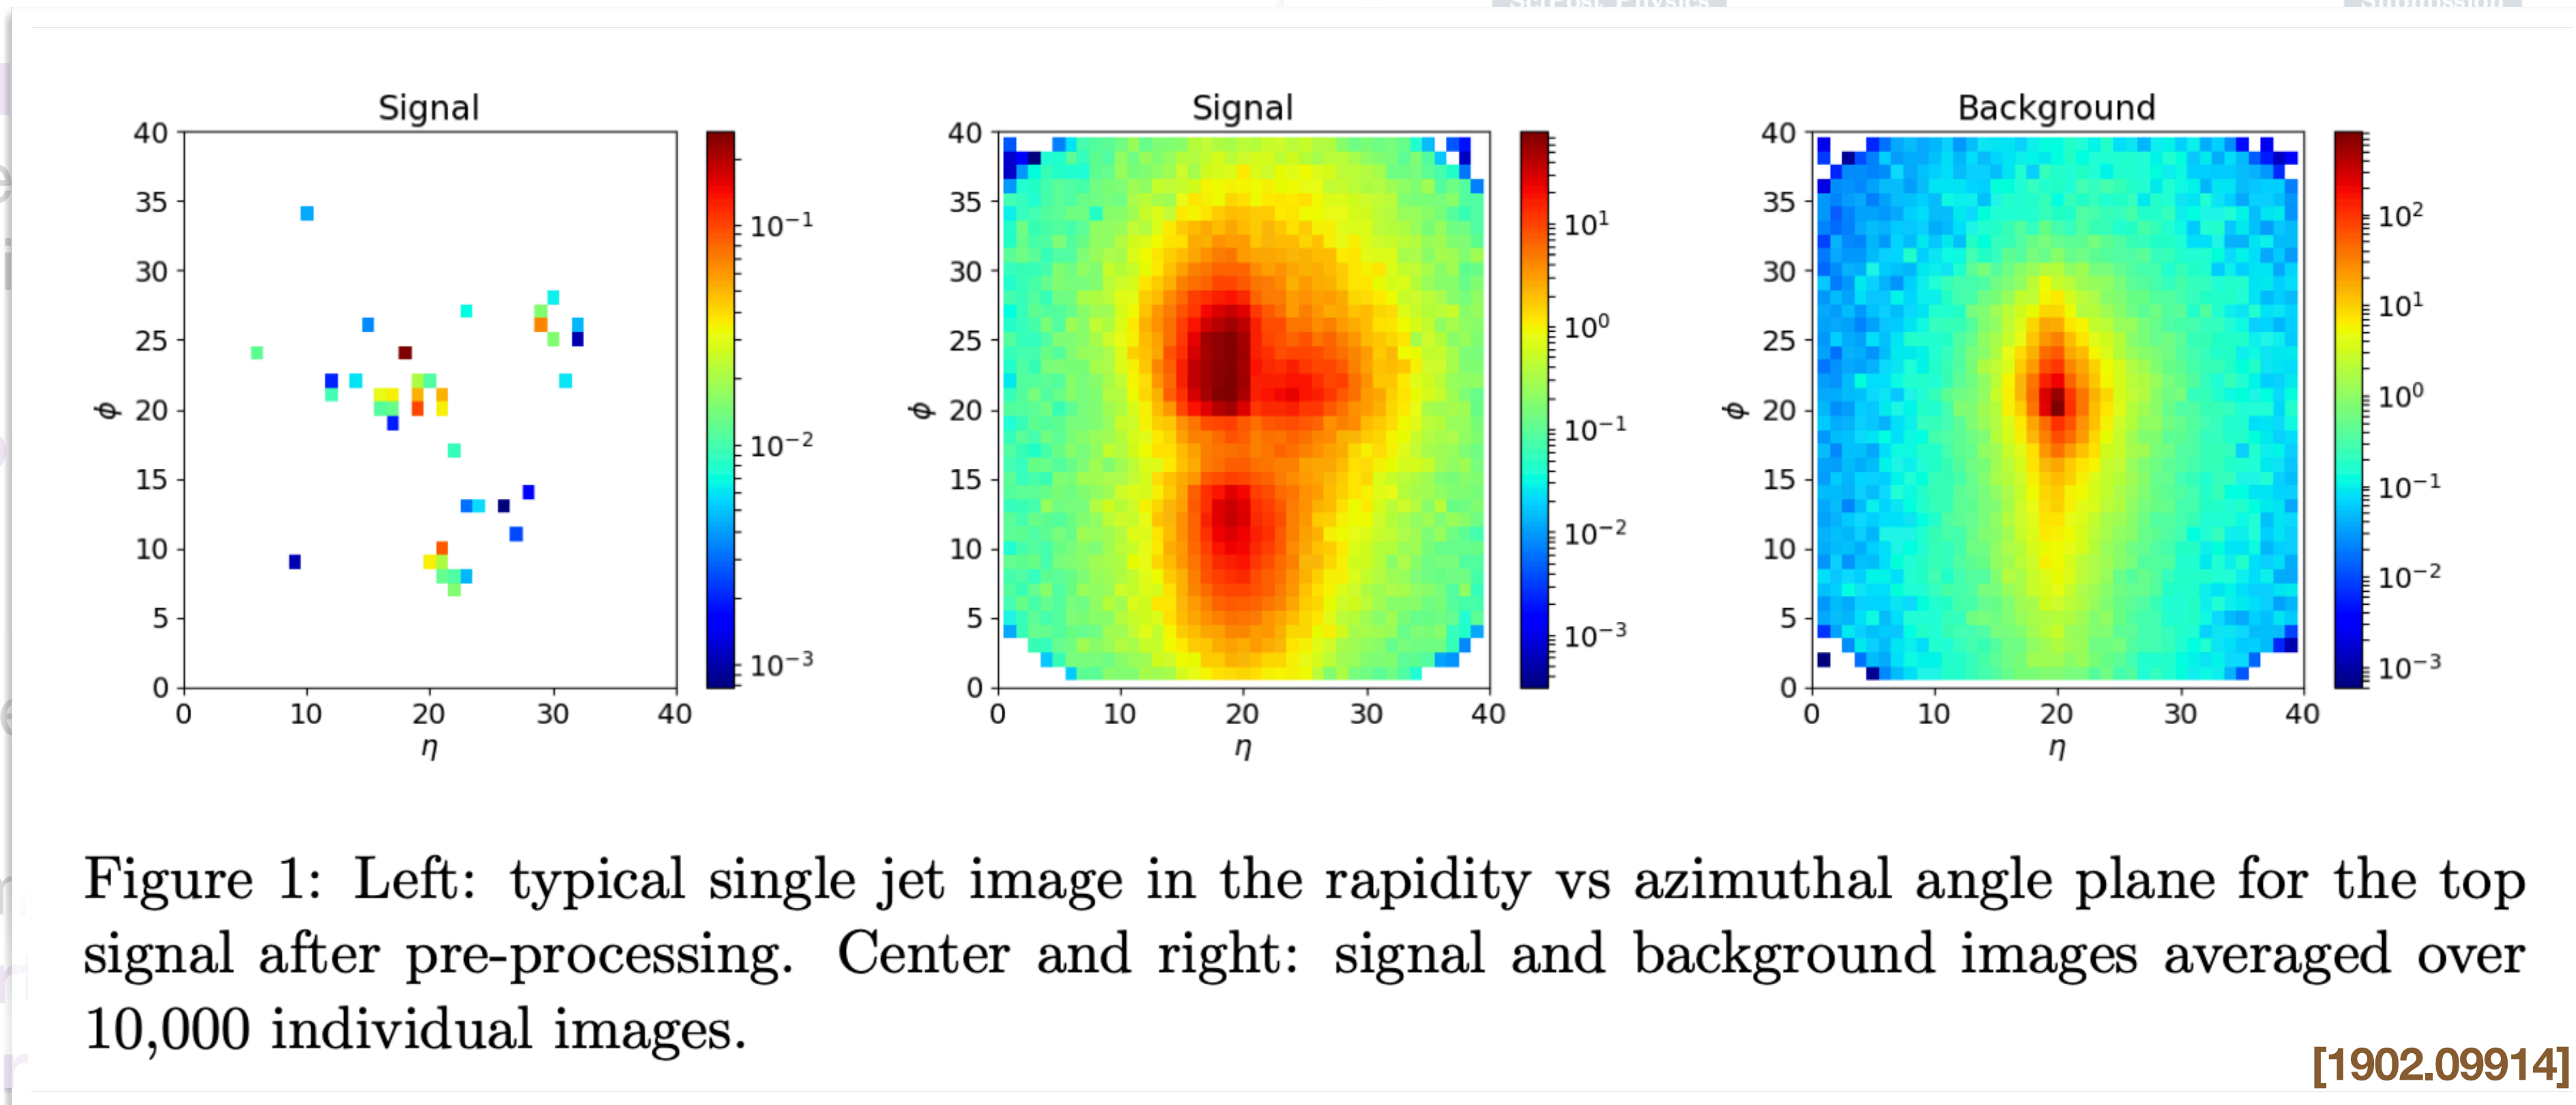 SciPost Physics
Submission
Signal
Signal
Background
40
35
30
25
20
15
10
5
0
ϕ
0 10 20 30 40
η
10⁻¹
10⁻²
10⁻³
40
35
30
25
20
15
10
5
0
ϕ
0 10 20 30 40
η
10¹
10⁰
10⁻¹
10⁻²
10⁻³
40
35
30
25
20
15
10
5
0
ϕ
0 10 20 30 40
η
10²
10¹
10⁰
10⁻¹
10⁻²
10⁻³
Figure 1: Left: typical single jet image in the rapidity vs azimuthal angle plane for the top
signal after pre-processing. Center and right: signal and background images averaged over
10,000 individual images.
[1902.09914]